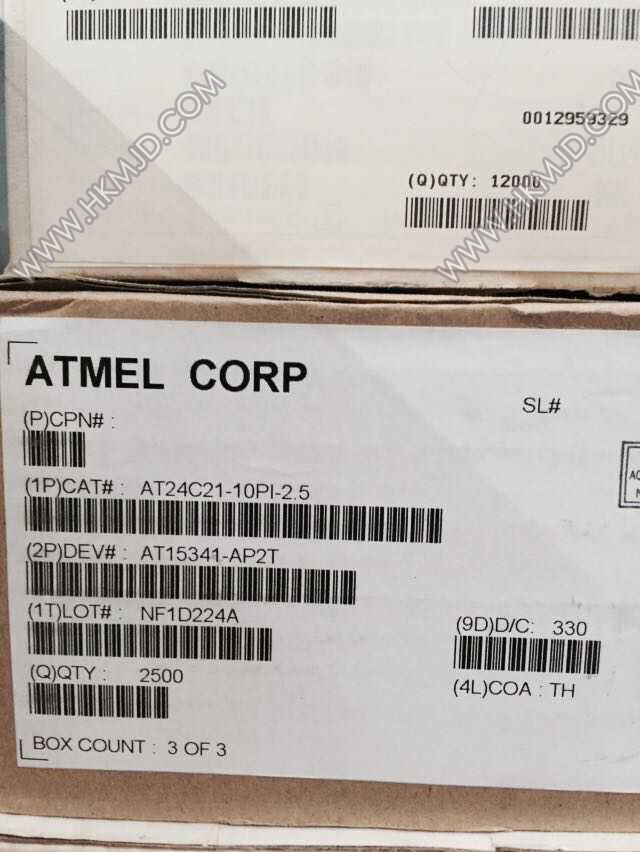 0012959329
(Q)QTY: 12000
WWW.HKMJD.COM
WWW.HKMJD.COM
ATMEL CORP
SL#
(P)CPN# :
(1P)CAT# : AT24C21-10PI-2.5
(2P)DEV# : AT15341-AP2T
(1T)LOT# : NF1D224A
(9D)D/C: 330
(Q)QTY : 2500
(4L)COA : TH
BOX COUNT : 3 OF 3